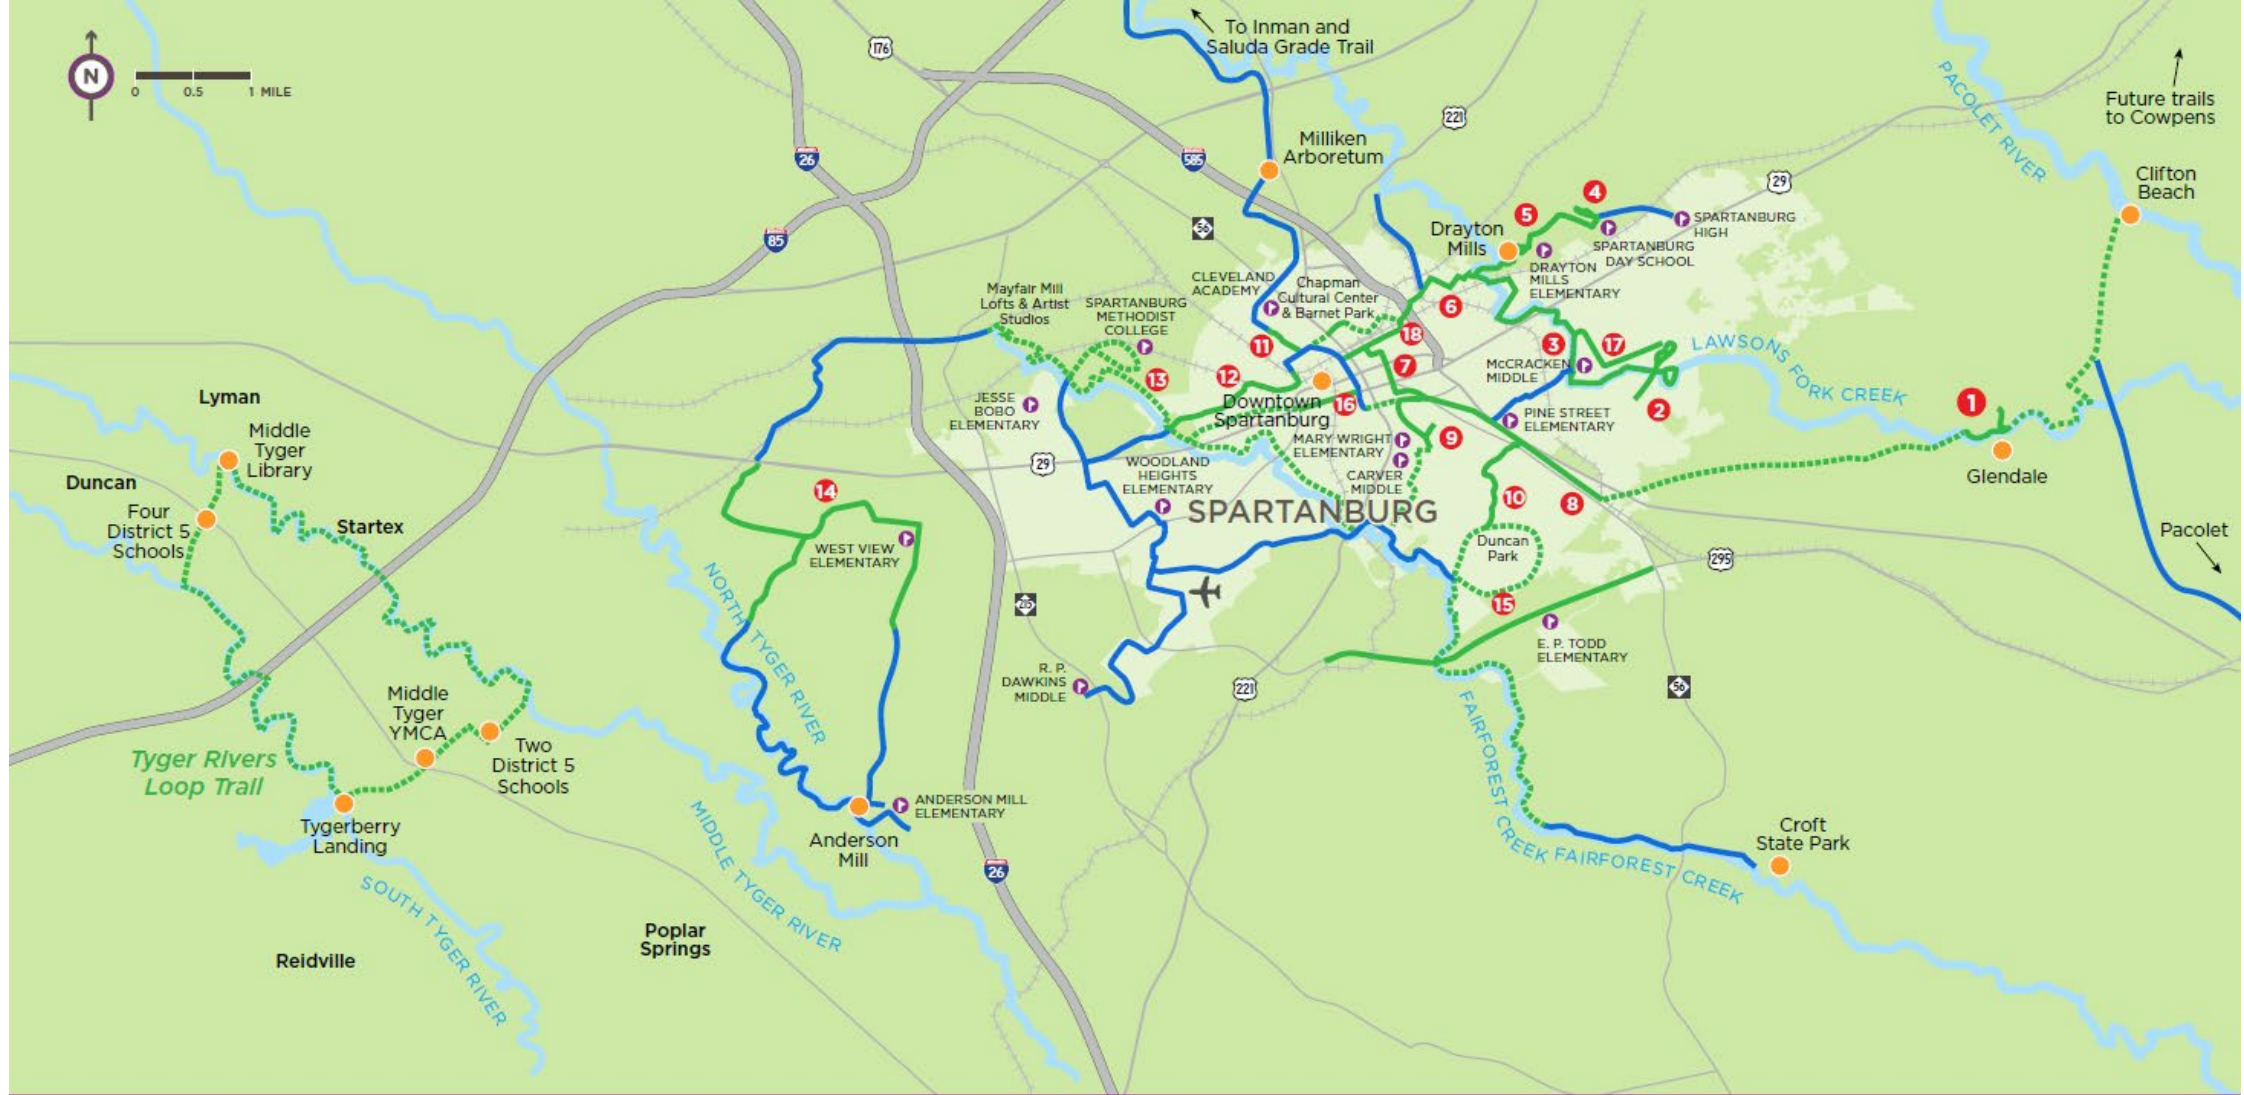 N
0 0.5 1 MILE
176
To Inman and
Saluda Grade Trail
221
PACOLET RIVER
Future trails
to Cowpens
Milliken
Arboretum
26
585
29
Clifton
Beach
4
5
SPARTANBURG
HIGH
Drayton
Mills
SPARTANBURG
DAY SCHOOL
56
85
DRAYTON
MILLS
ELEMENTARY
CLEVELAND
ACADEMY
Chapman
Cultural Center
& Barnet Park
Mayfair Mill
Lofts & Artist
Studios
SPARTANBURG
METHODIST
COLLEGE
6
18
11
3
17
7
McCRACKEN
MIDDLE
LAWSONS FORK CREEK
13
12
Downtown
Spartanburg
16
2
1
Lyman
Middle
Tyger
Library
JESSE
BOBO
ELEMENTARY
PINE STREET
ELEMENTARY
MARY WRIGHT
ELEMENTARY
9
29
WOODLAND
HEIGHTS
ELEMENTARY
CARVER
MIDDLE
Glendale
Duncan
Four
District 5
Schools
Startex
14
10
8
SPARTANBURG
Pacolet
WEST VIEW
ELEMENTARY
Duncan
Park
295
NORTH TYGER RIVER
15
E. P. TODD
ELEMENTARY
R. P.
DAWKINS
MIDDLE
221
56
Middle
Tyger
YMCA
Two
District 5
Schools
Tyger Rivers
Loop Trail
FAIRFOREST CREEK
Tygerberry
Landing
ANDERSON MILL
ELEMENTARY
Anderson
Mill
MIDDLE TYGER RIVER
Croft
State Park
FAIRFOREST CREEK
26
SOUTH TYGER RIVER
Poplar
Springs
Reidville